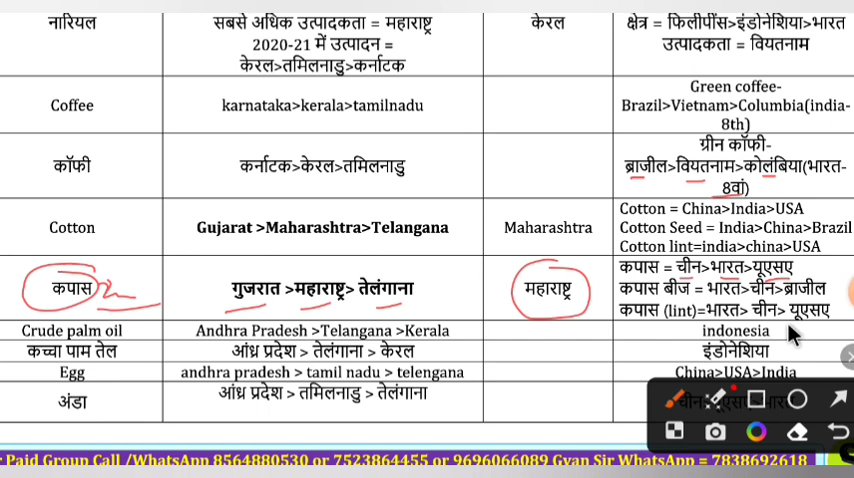 नारियल
सबसे अधिक उत्पादकता = महाराष्ट्र
2020-21 में उत्पादन =
केरल>तमिलनाडु>कर्नाटक
केरल
क्षेत्र = फिलीपींस>इंडोनेशिया>भारत
उत्पादकता = वियतनाम
Coffee
karnataka>kerala>tamilnadu
Green coffee-
Brazil>Vietnam>Columbia(india-
8th)
कॉफी
कर्नाटक>केरल>तमिलनाडु
ग्रीन कॉफी-
ब्राजील>वियतनाम>कोलंबिया(भारत-
8वां)
Cotton
Gujarat >Maharashtra>Telangana
Maharashtra
Cotton = China>India>USA
Cotton Seed = India>China>Brazil
Cotton lint=india>china>USA
कपास
गुजरात >महाराष्ट्र> तेलंगाना
महाराष्ट्र
कपास = चीन>भारत>यूएसए
कपास बीज = भारत>चीन>ब्राजील
कपास (lint)=भारत> चीन> यूएसए
Crude palm oil
Andhra Pradesh >Telangana >Kerala
indonesia
कच्चा पाम तेल
आंध्र प्रदेश > तेलंगाना > केरल
इंडोनेशिया
Egg
andhra pradesh > tamil nadu > telengana
China>USA>India
अंडा
आंध्र प्रदेश > तमिलनाडु > तेलंगाना
चीन>यूएसए>भारत
r Paid Group Call /WhatsApp 8564880530 or 7523864455 or 9696066089 Gyan Sir WhatsApp = 7838692618